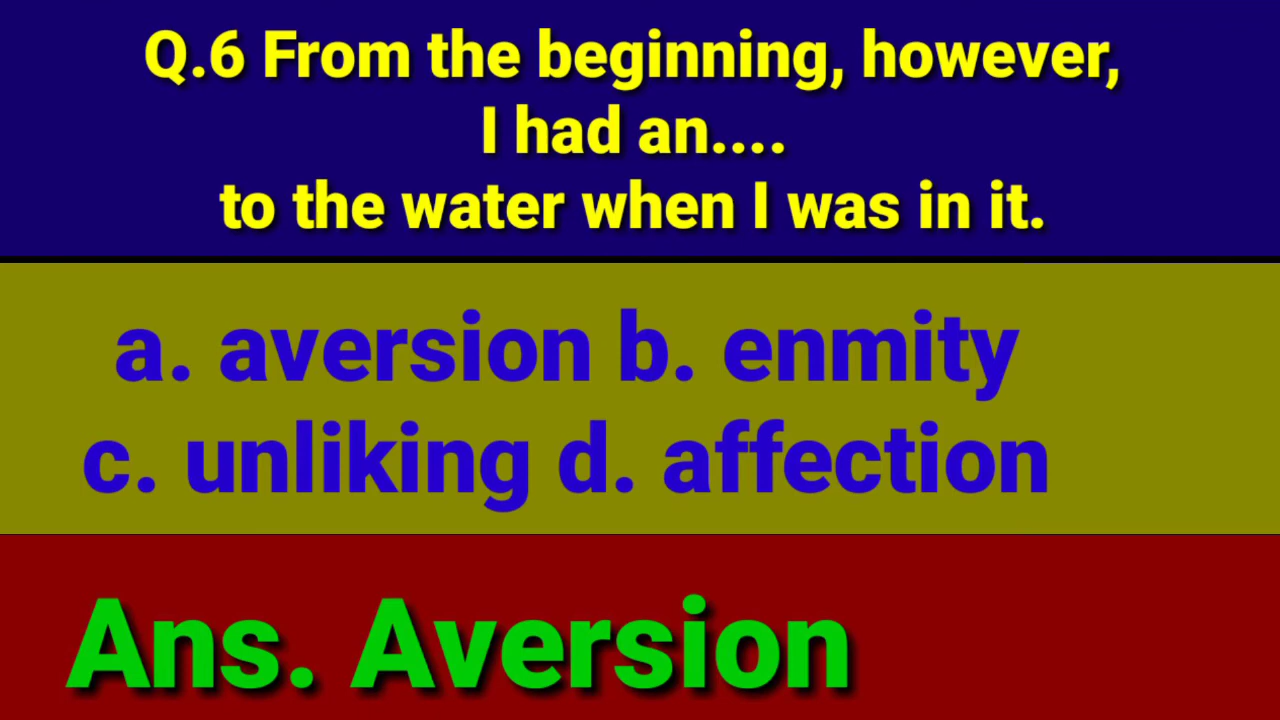 Q.6 From the beginning, however,
I had an....
to the water when I was in it.
a. aversion b. enmity
c. unliking d. affection
Ans. Aversion